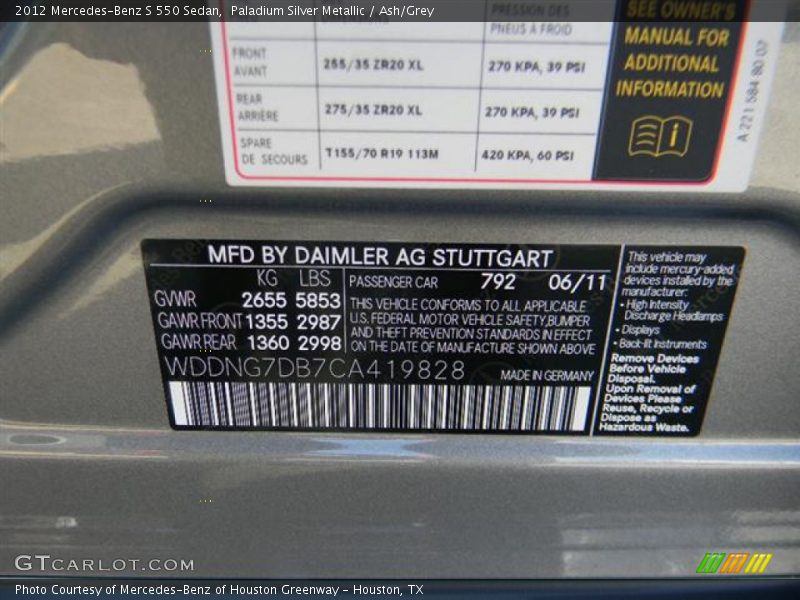 2012 Mercedes-Benz S 550 Sedan, Paladium Silver Metallic / Ash/Grey
PRESSION DES
PNEUS À FROID
FRONT
AVANT
255/35 ZR20 XL
270 KPA, 39 PSI
REAR
ARRIÈRE
275/35 ZR20 XL
270 KPA, 39 PSI
SPARE
DE SECOURS
T155/70 R19 113M
420 KPA, 60 PSI
SEE OWNER'S
MANUAL FOR
ADDITIONAL
INFORMATION
A 221 584 80 07
MFD BY DAIMLER AG STUTTGART
KG LBS
GVWR 2655 5853
GAWR FRONT 1355 2987
GAWR REAR 1360 2998
PASSENGER CAR 792 06/11
THIS VEHICLE CONFORMS TO ALL APPLICABLE
U.S. FEDERAL MOTOR VEHICLE SAFETY,BUMPER
AND THEFT PREVENTION STANDARDS IN EFFECT
ON THE DATE OF MANUFACTURE SHOWN ABOVE
WDDNG7DB7CA419828
MADE IN GERMANY
This vehicle may
include mercury-added
devices installed by the
manufacturer:
• High Intensity
Discharge Headlamps
• Displays
• Back-lit Instruments
Remove Devices
Before Vehicle
Disposal.
Upon Removal of
Devices Please
Reuse, Recycle or
Dispose as
Hazardous Waste.
GTCARLOT.COM
Photo Courtesy of Mercedes-Benz of Houston Greenway - Houston, TX